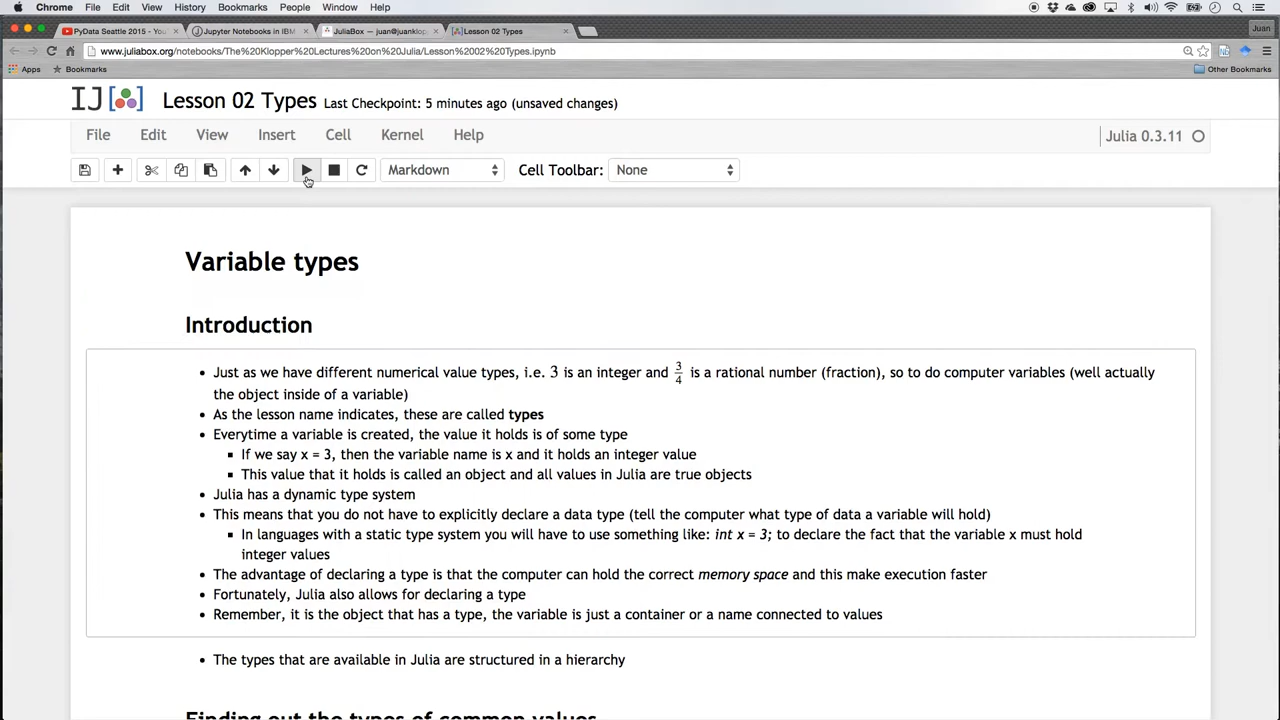 Chrome File Edit View History Bookmarks People Window Help
PyData Seattle 2015 - You Jupyter Notebooks in IBM JuliaBox — juan@juanklop Lesson 02 Types Juan
www.juliabox.org/notebooks/The%20Klopper%20Lectures%20on%20Julia/Lesson%2002%20Types.ipynb
Apps Bookmarks Other Bookmarks
IJ Lesson 02 Types Last Checkpoint: 5 minutes ago (unsaved changes)
File Edit View Insert Cell Kernel Help Julia 0.3.11
Markdown Cell Toolbar: None
Variable types
Introduction
Just as we have different numerical value types, i.e. 3 is an integer and 3/4 is a rational number (fraction), so to do computer variables (well actually
the object inside of a variable)
As the lesson name indicates, these are called types
Everytime a variable is created, the value it holds is of some type
If we say x = 3, then the variable name is x and it holds an integer value
This value that it holds is called an object and all values in Julia are true objects
Julia has a dynamic type system
This means that you do not have to explicitly declare a data type (tell the computer what type of data a variable will hold)
In languages with a static type system you will have to use something like: int x = 3; to declare the fact that the variable x must hold
integer values
The advantage of declaring a type is that the computer can hold the correct memory space and this make execution faster
Fortunately, Julia also allows for declaring a type
Remember, it is the object that has a type, the variable is just a container or a name connected to values
The types that are available in Julia are structured in a hierarchy
Finding out the types of common values